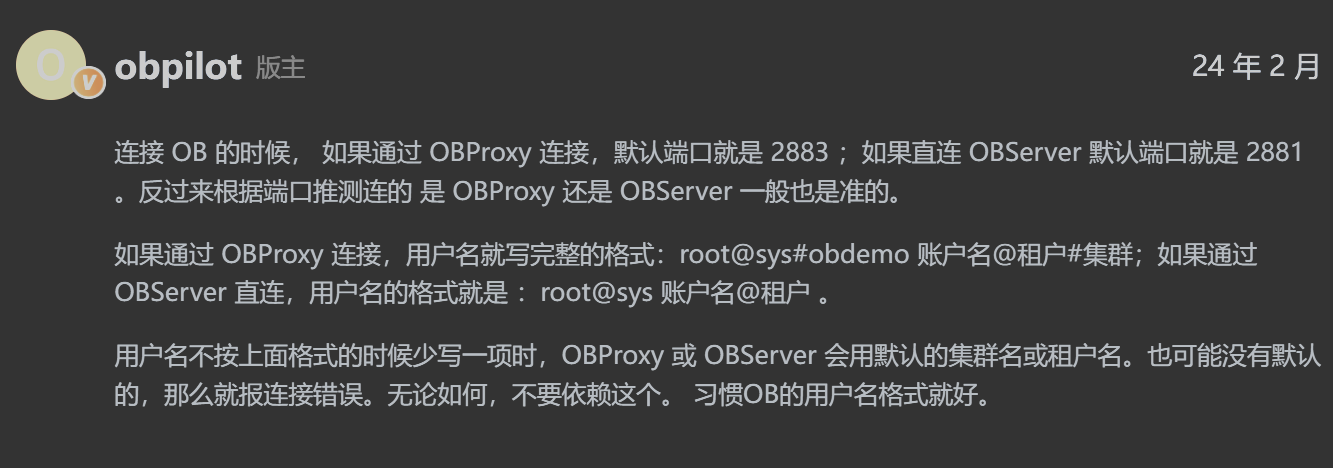 O
v
obpilot 版主
24 年 2 月
连接 OB 的时候， 如果通过 OBProxy 连接，默认端口就是 2883 ；如果直连 OBServer 默认端口就是 2881
。反过来根据端口推测连的 是 OBProxy 还是 OBServer 一般也是准的。
如果通过 OBProxy 连接，用户名就写完整的格式：root@sys#obdemo 账户名@租户#集群；如果通过
OBServer 直连，用户名的格式就是 ：root@sys 账户名@租户 。
用户名不按上面格式的时候少写一项时，OBProxy 或 OBServer 会用默认的集群名或租户名。也可能没有默认
的，那么就报连接错误。无论如何，不要依赖这个。 习惯OB的用户名格式就好。